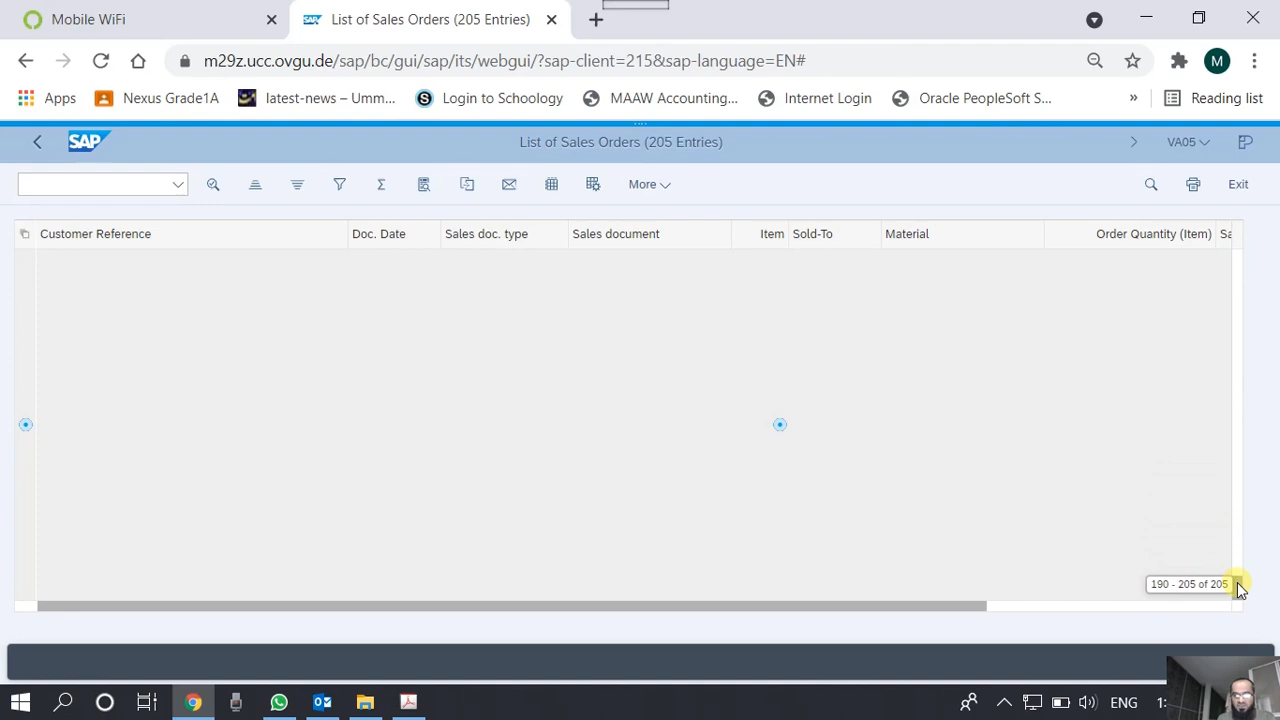 Mobile WiFi
SAP List of Sales Orders (205 Entries)
m29z.ucc.ovgu.de/sap/bc/gui/sap/its/webgui/?sap-client=215&sap-language=EN#
M
Apps
Nexus Grade1A
latest-news – Umm...
S Login to Schoology
MAAW Accounting...
Internet Login
Oracle PeopleSoft S...
»
Reading list
SAP
List of Sales Orders (205 Entries)
VA05
More
Exit
Customer Reference
Doc. Date
Sales doc. type
Sales document
Item
Sold-To
Material
Order Quantity (Item)
Sa
190 - 205 of 205
ENG
1: